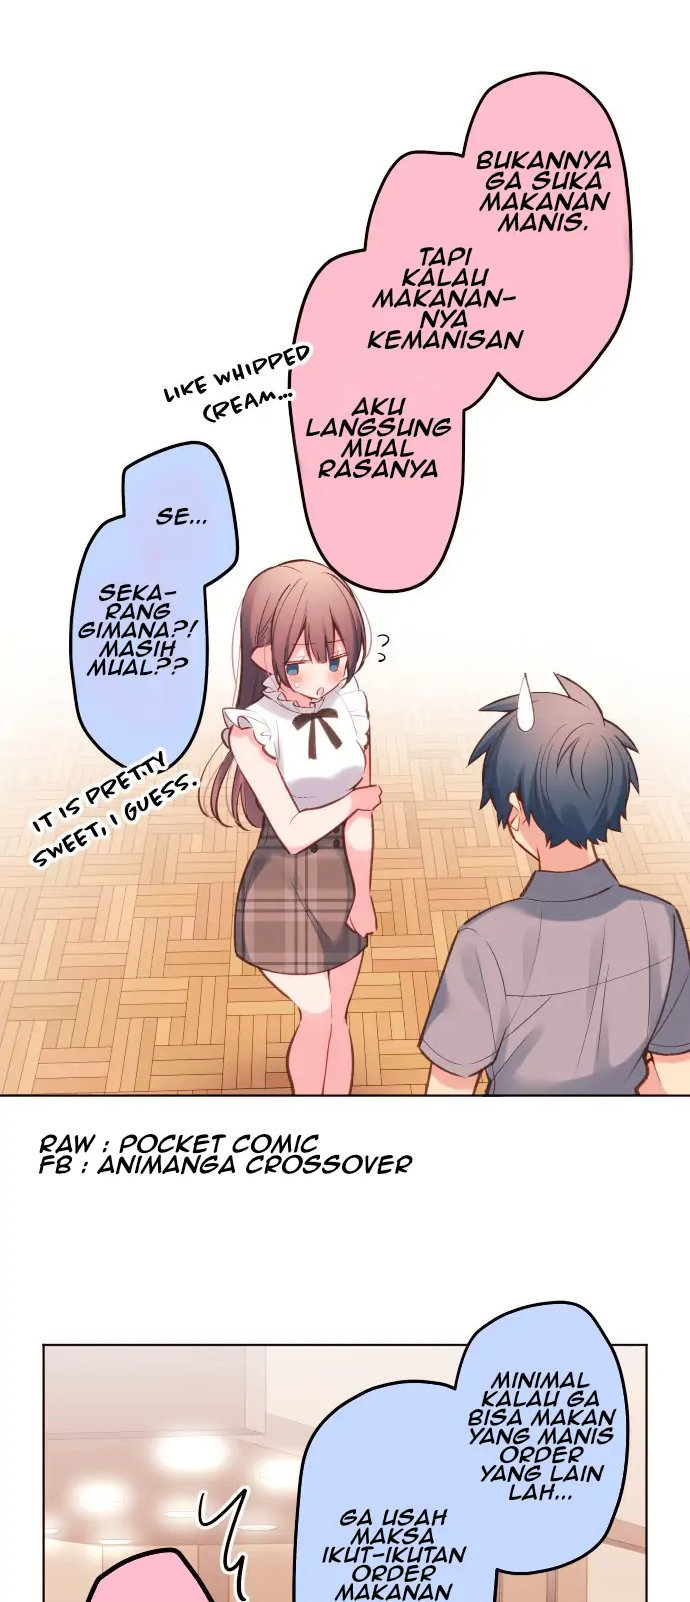 BUKANNYA
GA SUKA
MAKANAN
MANIS.
TAPI
KALAU
MAKANAN-
NYA
KEMANISAN
LIKE WHIPPED
CREAM...
AKU
LANGSUNG
MUAL
RASANYA
SE...
SEKA-
RANG
GIMANA?!
MASIH
MUAL??
IT IS PRETTY
SWEET, I GUESS.
RAW : POCKET COMIC
FB : ANIMANGA CROSSOVER
MINIMAL
KALAU GA
BISA MAKAN
YANG MANIS
ORDER
YANG LAIN
LAH...
GA USAH
MAKSA
IKUT-IKUTAN
ORDER
MAKANAN